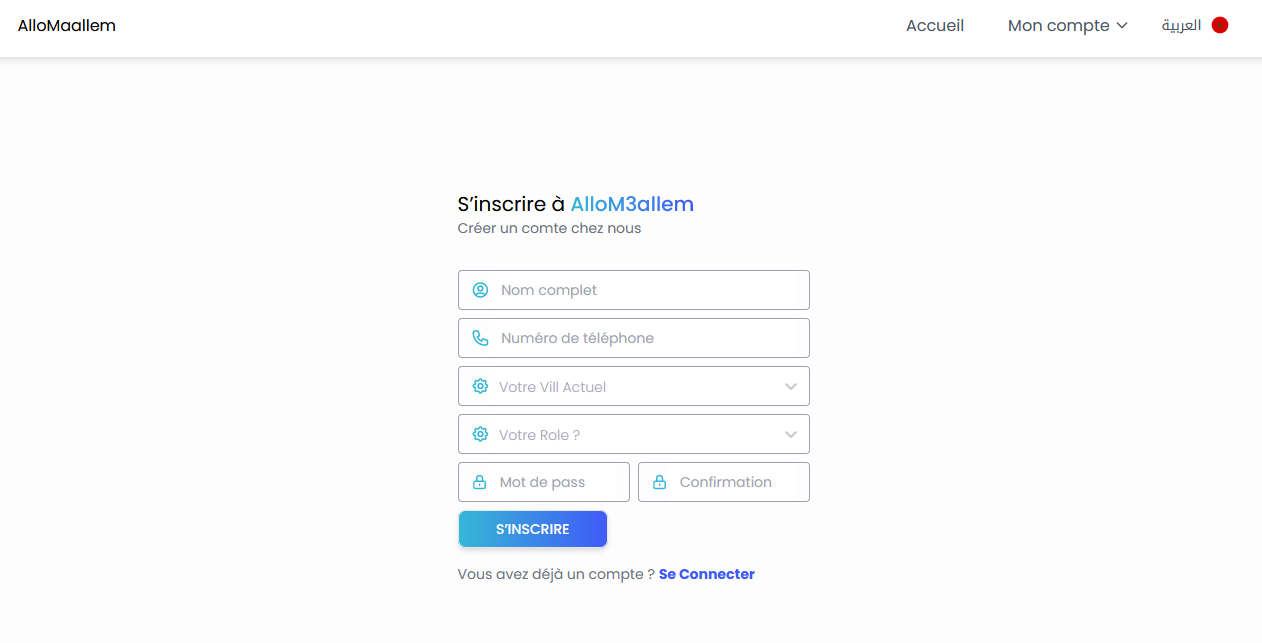 AlloMaallem
Accueil
Mon compte
العربية
S’inscrire à AlloM3allem
Créer un comte chez nous
Nom complet
Numéro de téléphone
Votre Vill Actuel
Votre Role ?
Mot de pass
Confirmation
S’INSCRIRE
Vous avez déjà un compte ? Se Connecter